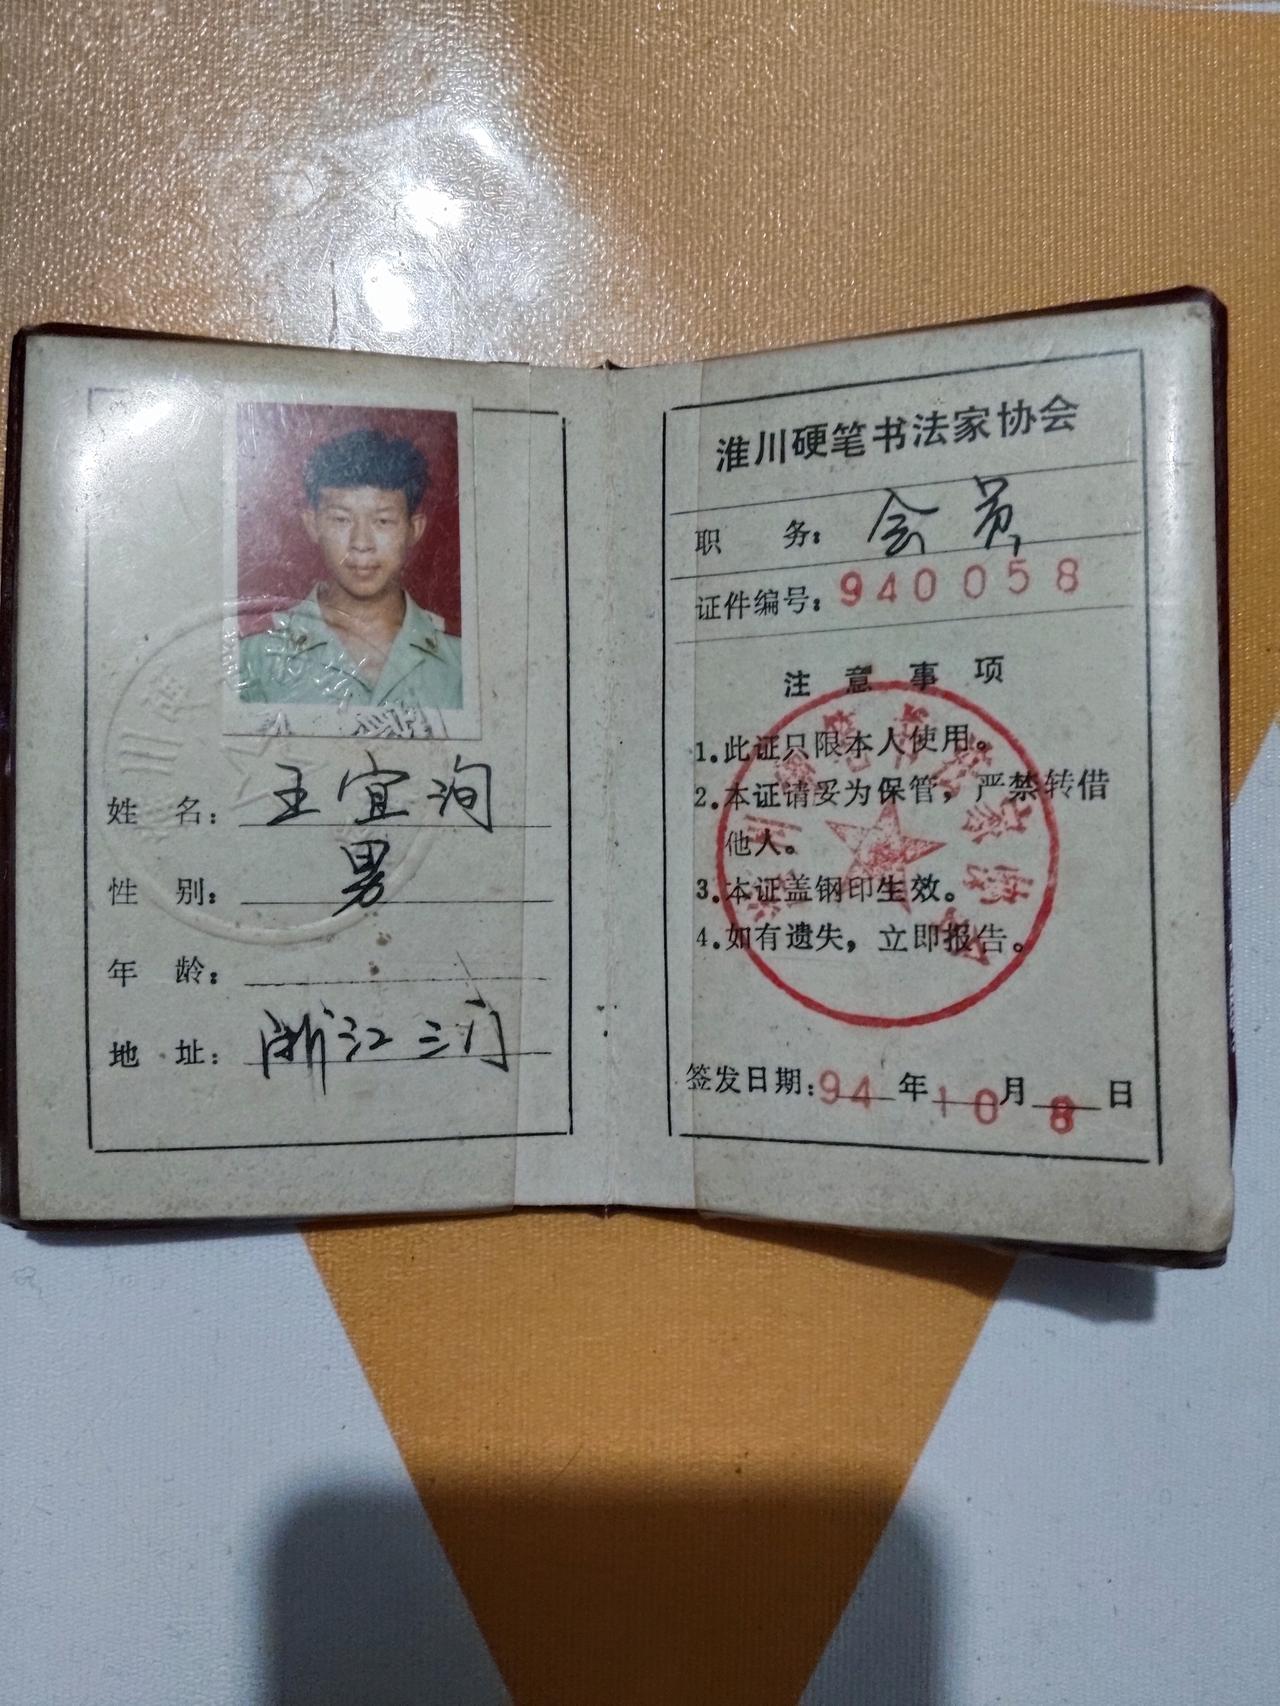 姓 名：王宜洵
性 别：男
年 龄：
地 址：浙江三门
淮川硬笔书法家协会
职 务：会员
证件编号：940058
注意事项
1.此证只限本人使用。
2.本证请妥为保管，严禁转借
他人。
3.本证盖钢印生效。
4.如有遗失，立即报告。
签发日期：94年10月8日